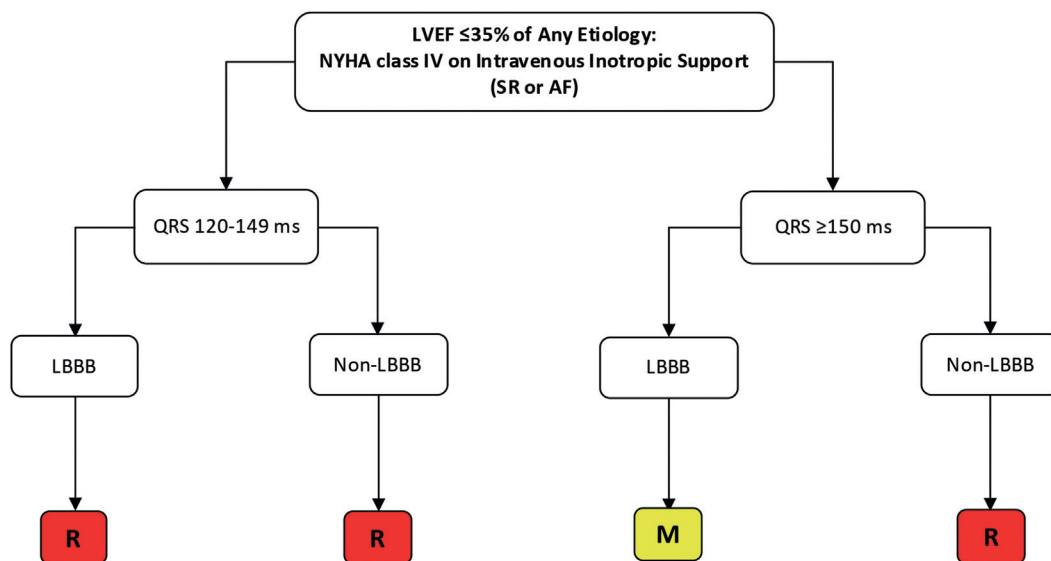 LVEF ≤35% of Any Etiology:
NYHA class IV on Intravenous Inotropic Support
(SR or AF)
QRS 120-149 ms
QRS ≥150 ms
LBBB
Non-LBBB
LBBB
Non-LBBB
R
R
M
R